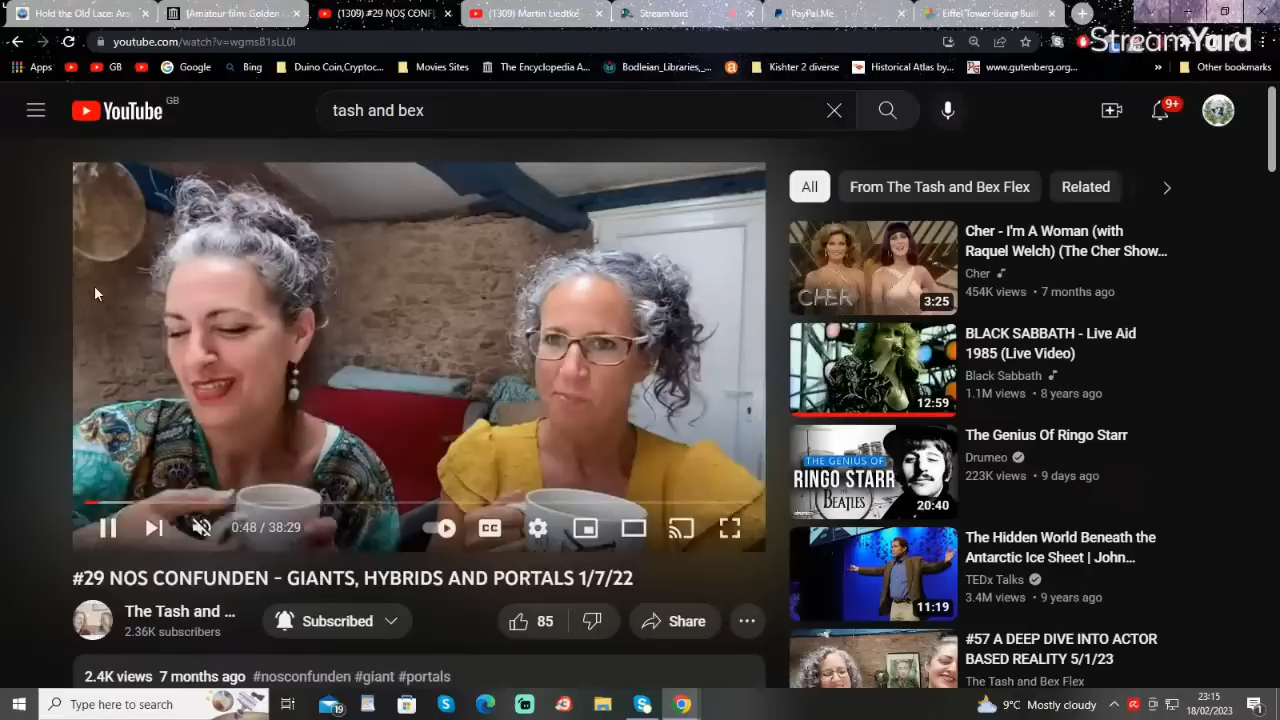 Hold the Old Lace: Ars
Amateur film: Golden
(1309) #29 NOS CONF
(1309) Martin Liedtke
StreamYard
PayPal.Me
Eiffel Tower Being Built
StreamYard
youtube.com/watch?v=wgmsB1sLL0I
Apps
GB
Google
Bing
Duino Coin,Cryptoc...
Movies Sites
The Encyclopedia A...
Bodleian_Libraries,_...
Kishter 2 diverse
Historical Atlas by...
www.gutenberg.org...
»
Other bookmarks
YouTube GB
tash and bex
9+
All
From The Tash and Bex Flex
Related
CHER
3:25
Cher - I'm A Woman (with
Raquel Welch) (The Cher Show...
Cher
454K views • 7 months ago
12:59
BLACK SABBATH - Live Aid
1985 (Live Video)
Black Sabbath
1.1M views • 8 years ago
THE GENIUS OF
RINGO STARR
BEATLES
20:40
The Genius Of Ringo Starr
Drumeo
223K views • 9 days ago
11:19
The Hidden World Beneath the
Antarctic Ice Sheet | John...
TEDx Talks
3.4M views • 9 years ago
#57 A DEEP DIVE INTO ACTOR
BASED REALITY 5/1/23
The Tash and Bex Flex
0:48 / 38:29
CC
#29 NOS CONFUNDEN - GIANTS, HYBRIDS AND PORTALS 1/7/22
The Tash and ...
2.36K subscribers
Subscribed
85
Share
2.4K views 7 months ago #nosconfunden #giant #portals
Type here to search
19
9°C Mostly cloudy
23:15
18/02/2023
1